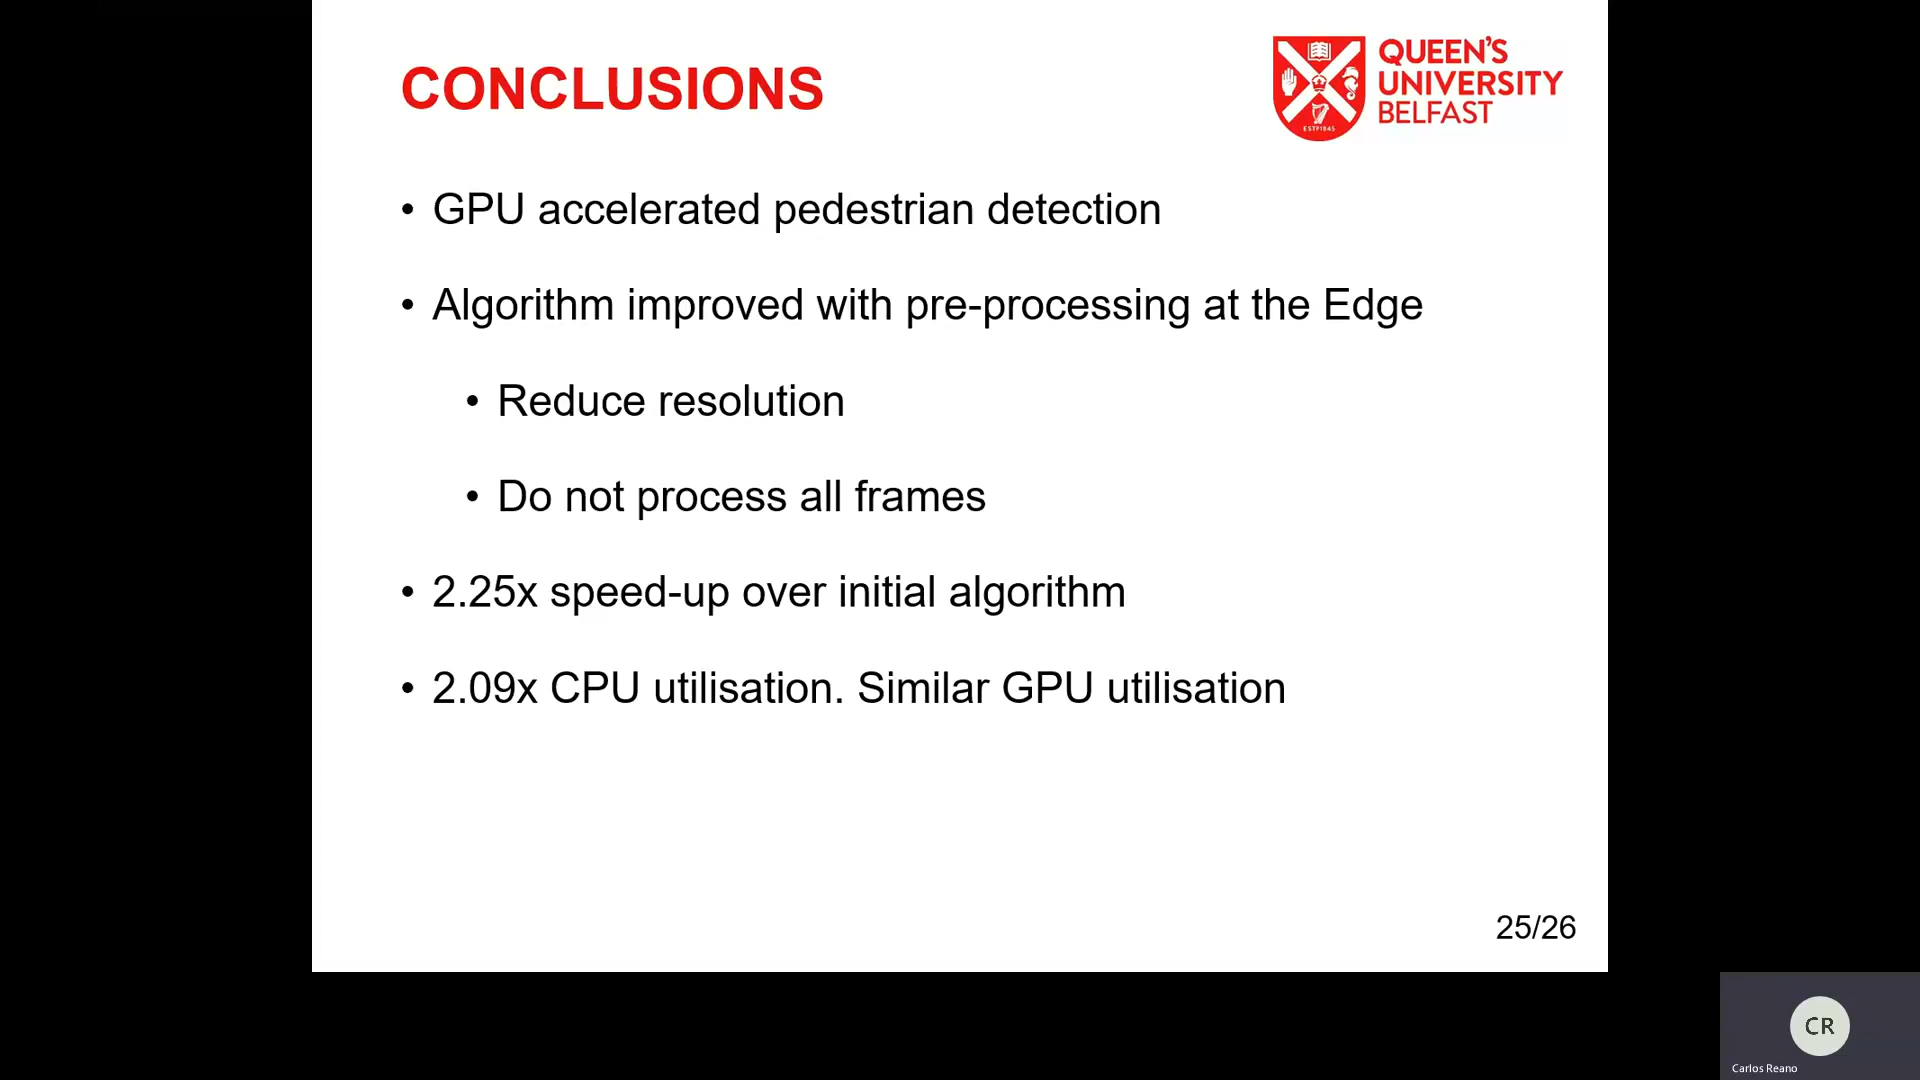 CONCLUSIONS
QUEEN'S
UNIVERSITY
BELFAST
ESTD1845
• GPU accelerated pedestrian detection
• Algorithm improved with pre-processing at the Edge
• Reduce resolution
• Do not process all frames
• 2.25x speed-up over initial algorithm
• 2.09x CPU utilisation. Similar GPU utilisation
25/26
CR
Carlos Reano